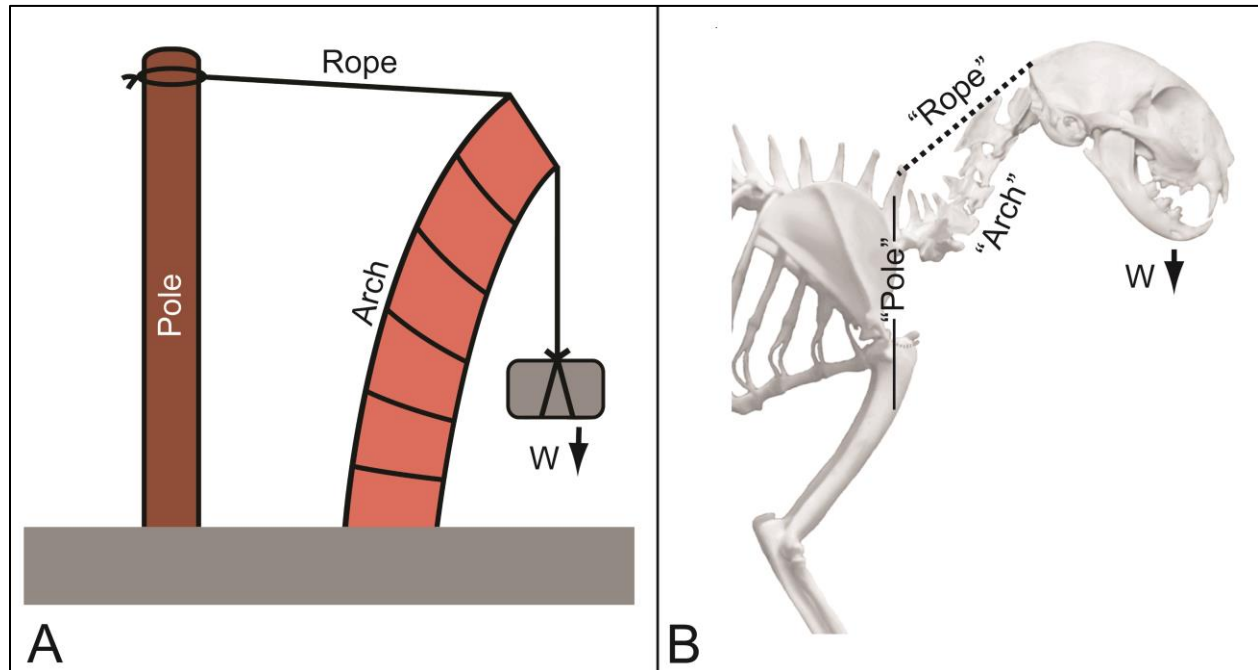 Rope
Pole
Arch
W
A
“Rope”
“Arch”
“Pole”
W
B